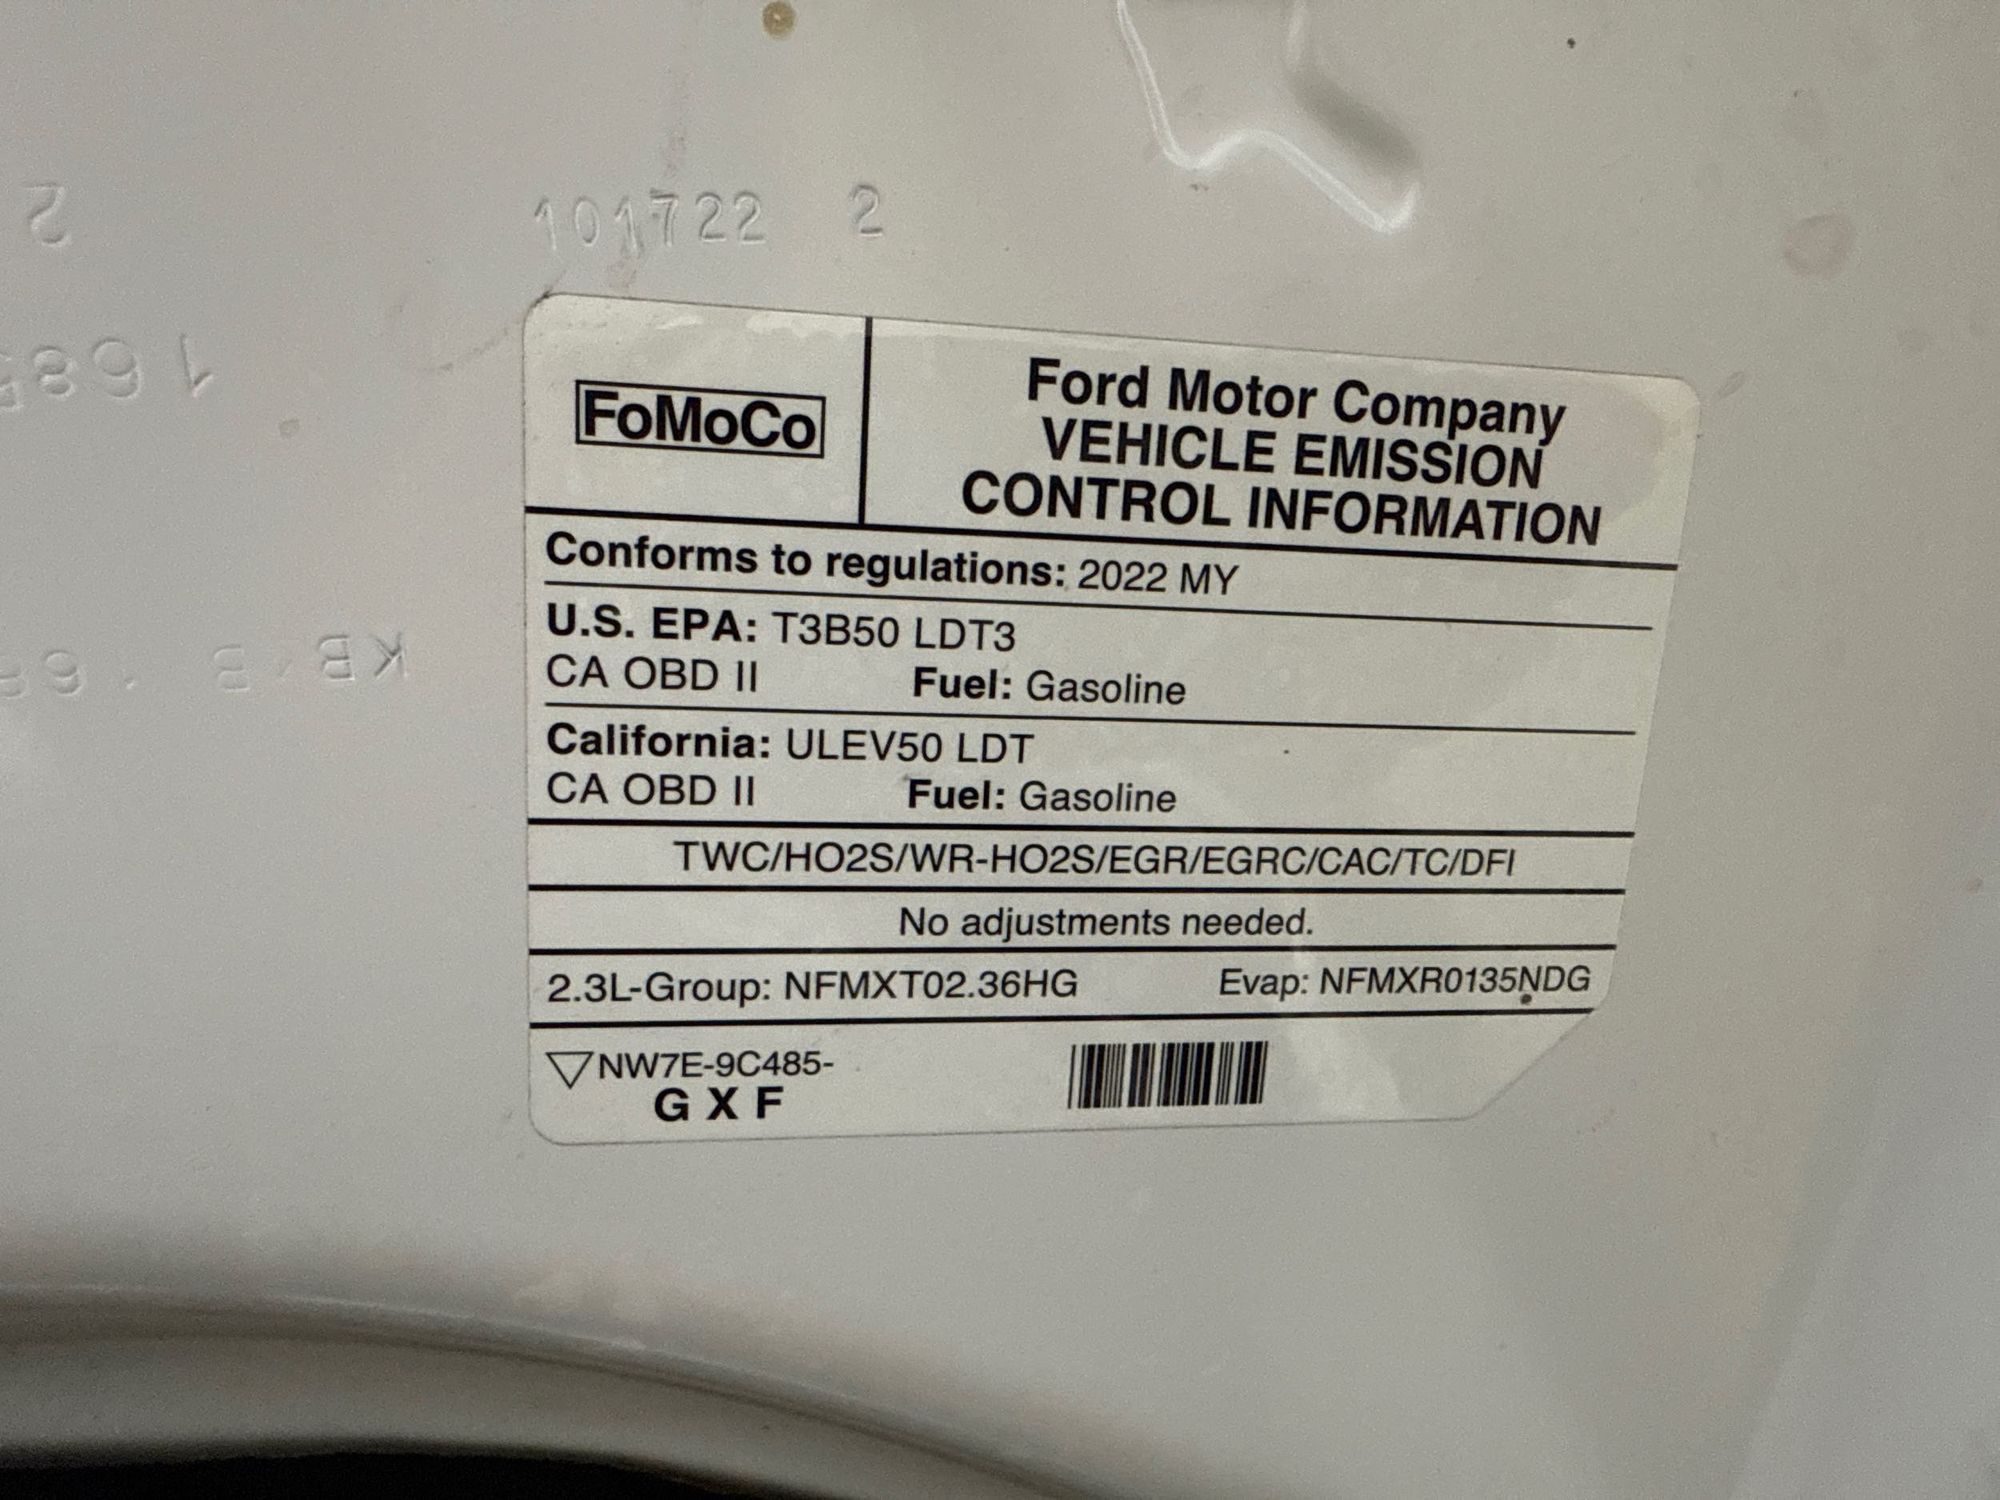 101722 2
FoMoCo
Ford Motor Company
VEHICLE EMISSION
CONTROL INFORMATION
Conforms to regulations: 2022 MY
U.S. EPA: T3B50 LDT3
CA OBD II Fuel: Gasoline
California: ULEV50 LDT
CA OBD II Fuel: Gasoline
TWC/HO2S/WR-HO2S/EGR/EGRC/CAC/TC/DFI
No adjustments needed.
2.3L-Group: NFMXT02.36HG Evap: NFMXR0135NDG
NW7E-9C485-
G X F